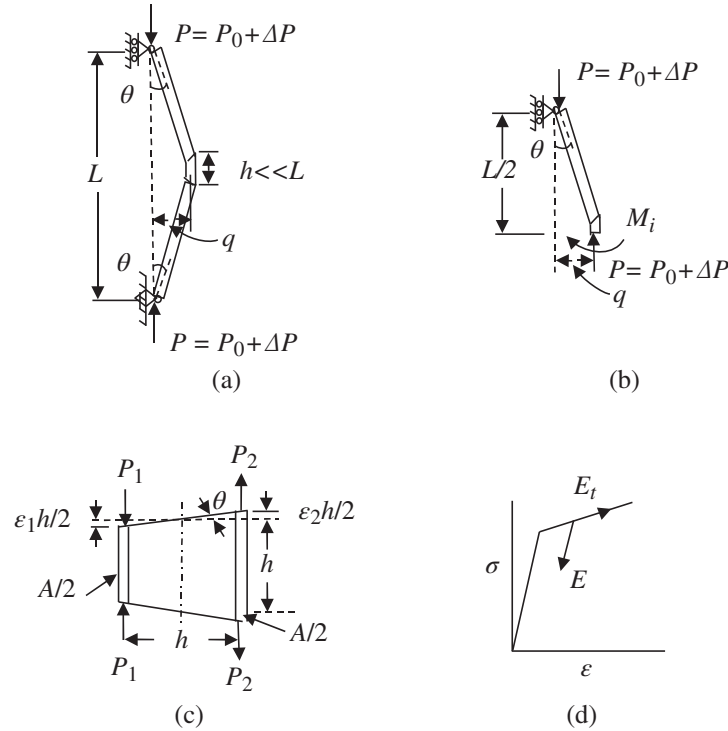 P = P₀ + ΔP
θ
L
h<<L
q
θ
P = P₀ + ΔP
(a)
P = P₀ + ΔP
θ
L/2
Mᵢ
P = P₀ + ΔP
q
(b)
P₁
P₂
ε₁h/2
θ
ε₂h/2
h
A/2
h
A/2
P₁
P₂
(c)
Eₜ
σ
E
ε
(d)